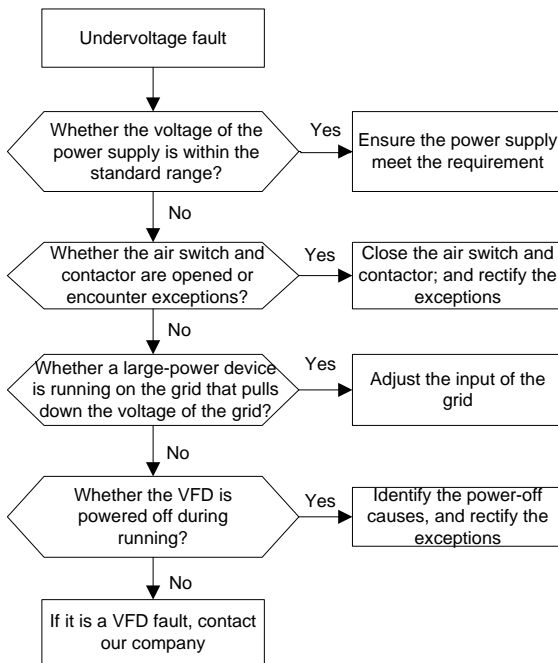 Undervoltage fault
Whether the voltage of the
power supply is within the
standard range?
Yes
Ensure the power supply
meet the requirement
No
Whether the air switch and
contactor are opened or
encounter exceptions?
Yes
Close the air switch and
contactor; and rectify the
exceptions
No
Whether a large-power device
is running on the grid that pulls
down the voltage of the grid?
Yes
Adjust the input of the
grid
No
Whether the VFD is
powered off during
running?
Yes
Identify the power-off
causes, and rectify the
exceptions
No
If it is a VFD fault, contact
our company